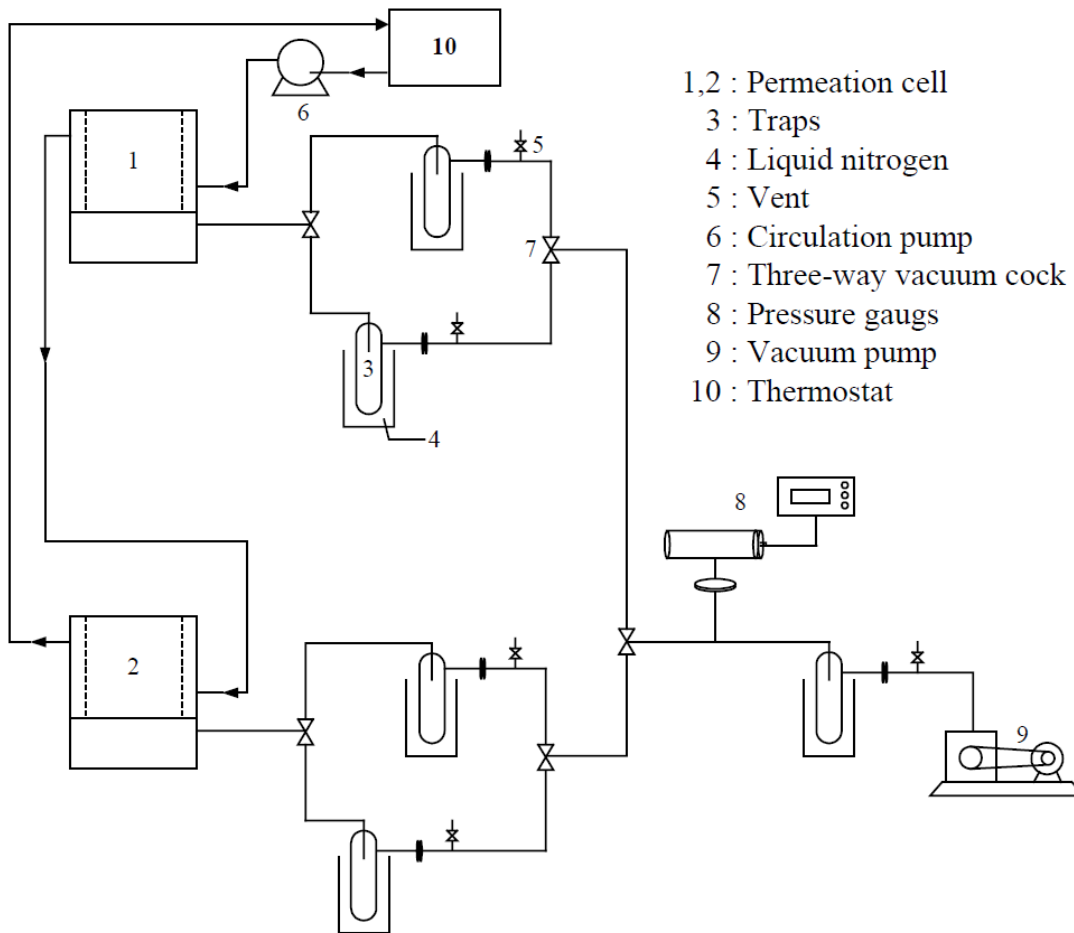 10
6
1
5
7
3
4
1,2 : Permeation cell
3 : Traps
4 : Liquid nitrogen
5 : Vent
6 : Circulation pump
7 : Three-way vacuum cock
8 : Pressure gaugs
9 : Vacuum pump
10 : Thermostat
8
2
9